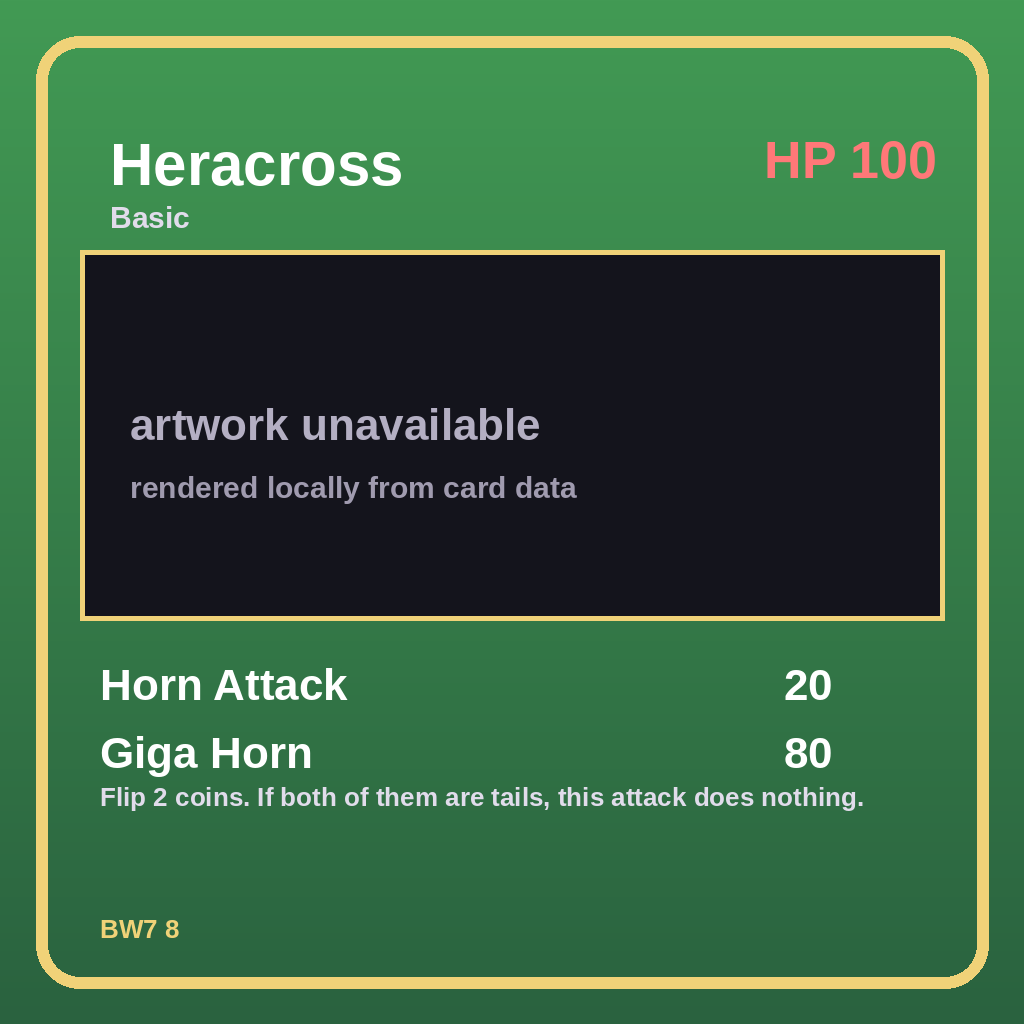 Heracross
HP 100
Basic
artwork unavailable
rendered locally from card data
Horn Attack 20
Giga Horn 80
Flip 2 coins. If both of them are tails, this attack does nothing.
BW7 8